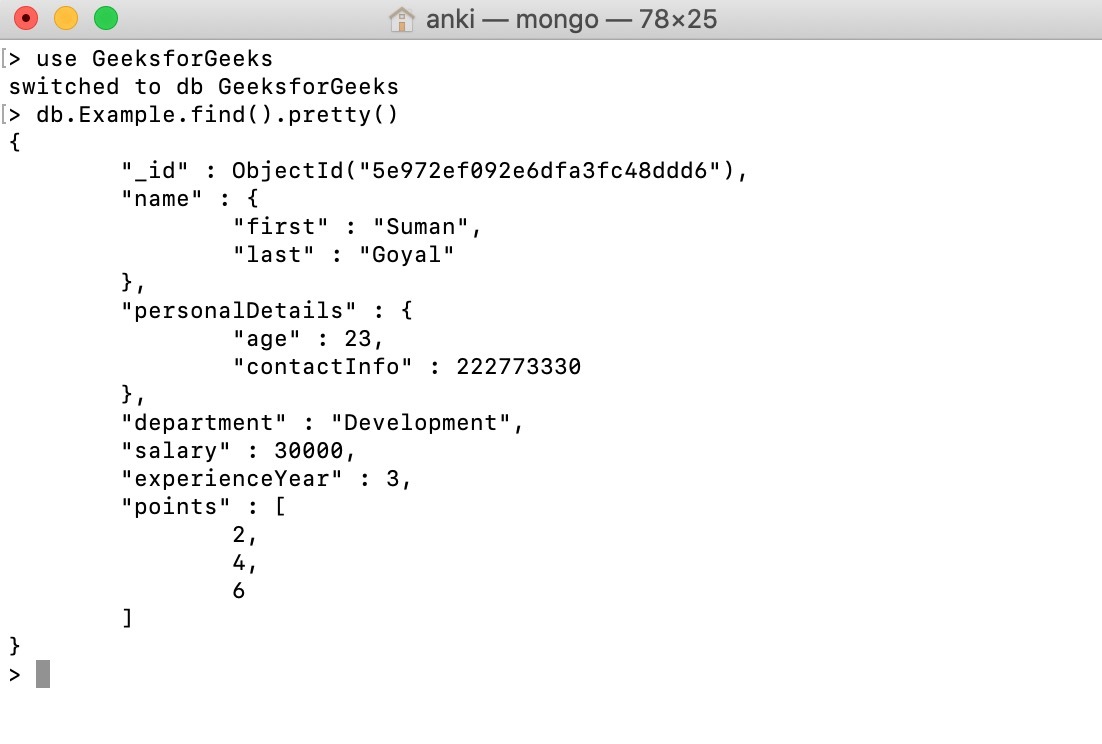 anki — mongo — 78×25
[> use GeeksforGeeks
switched to db GeeksforGeeks
[> db.Example.find().pretty()
{
        "_id" : ObjectId("5e972ef092e6dfa3fc48ddd6"),
        "name" : {
                "first" : "Suman",
                "last" : "Goyal"
        },
        "personalDetails" : {
                "age" : 23,
                "contactInfo" : 222773330
        },
        "department" : "Development",
        "salary" : 30000,
        "experienceYear" : 3,
        "points" : [
                2,
                4,
                6
        ]
}
>